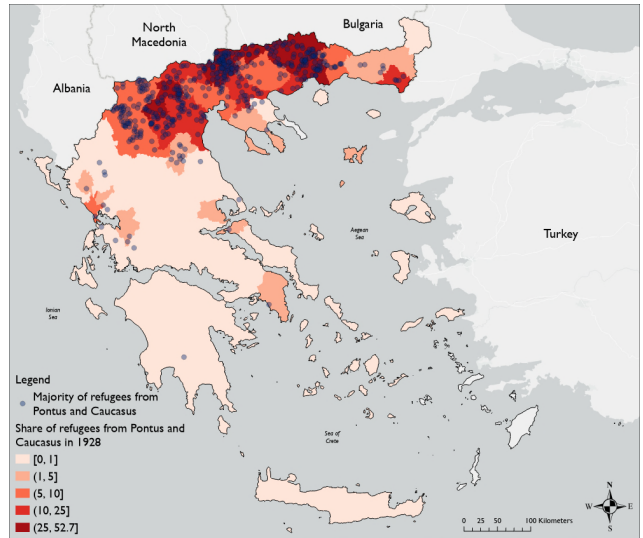 North
Macedonia
Bulgaria
Albania
Turkey
Aegean
Sea
Ionian
Sea
Sea of
Crete
Legend
Majority of refugees from
Pontus and Caucasus
Share of refugees from Pontus and
Caucasus in 1928
[0, 1]
(1, 5]
(5, 10]
(10, 25]
(25, 52.7]
N
W E
S
0 25 50 100 Kilometers